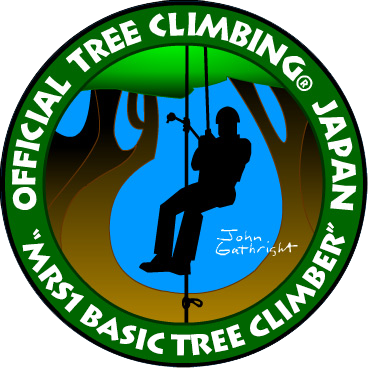 OFFICIAL TREE CLIMBING® JAPAN
"MRS1 BASIC TREE CLIMBER"
John
Gathright